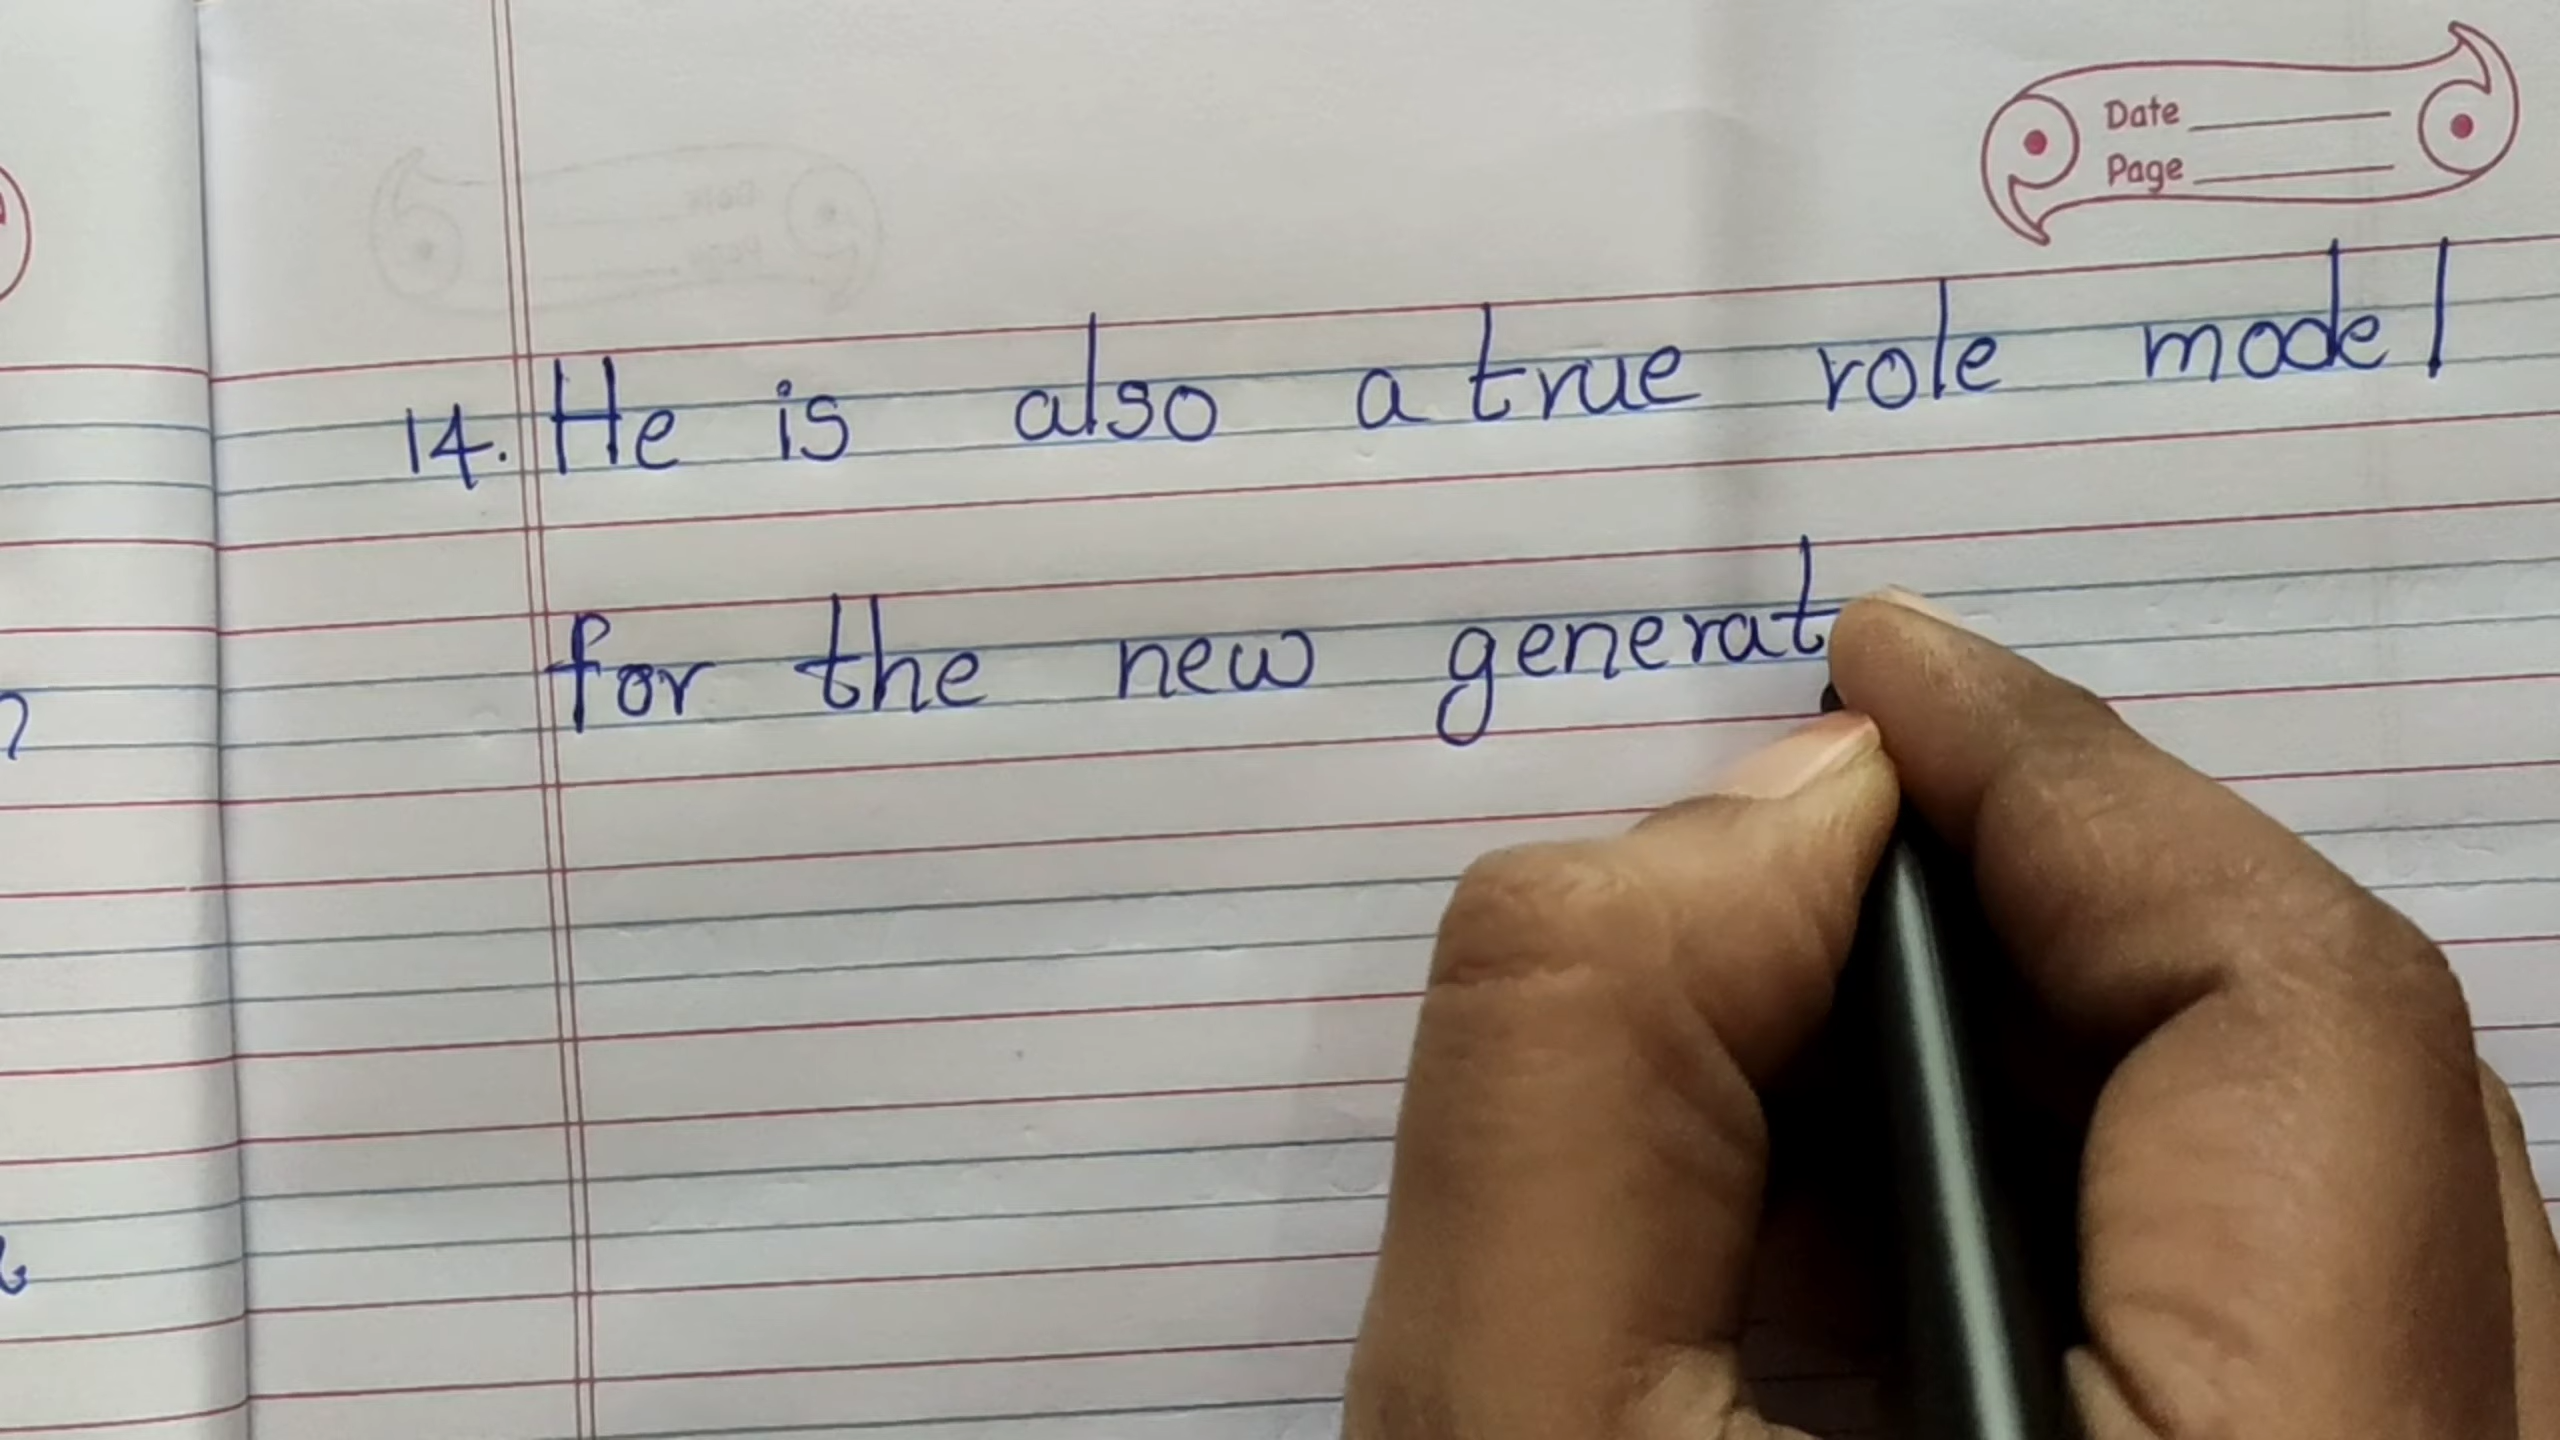 Date
Page
14. He is also a true role model
for the new generat